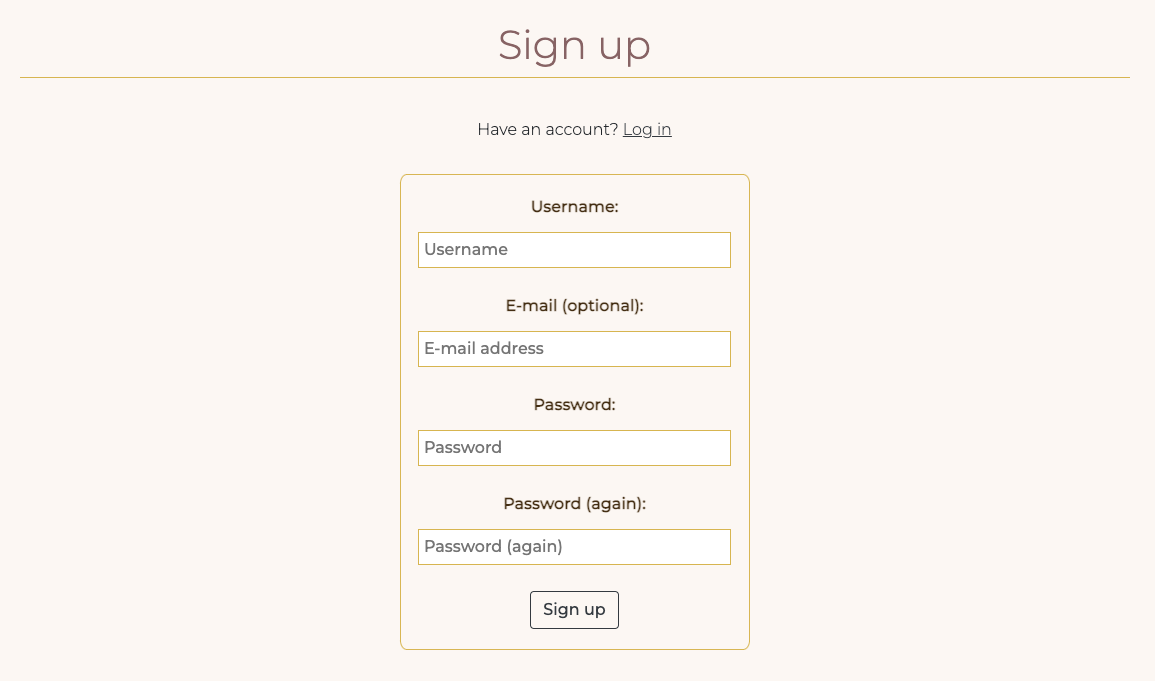 Sign up
Have an account? Log in
Username:
Username
E-mail (optional):
E-mail address
Password:
Password
Password (again):
Password (again)
Sign up